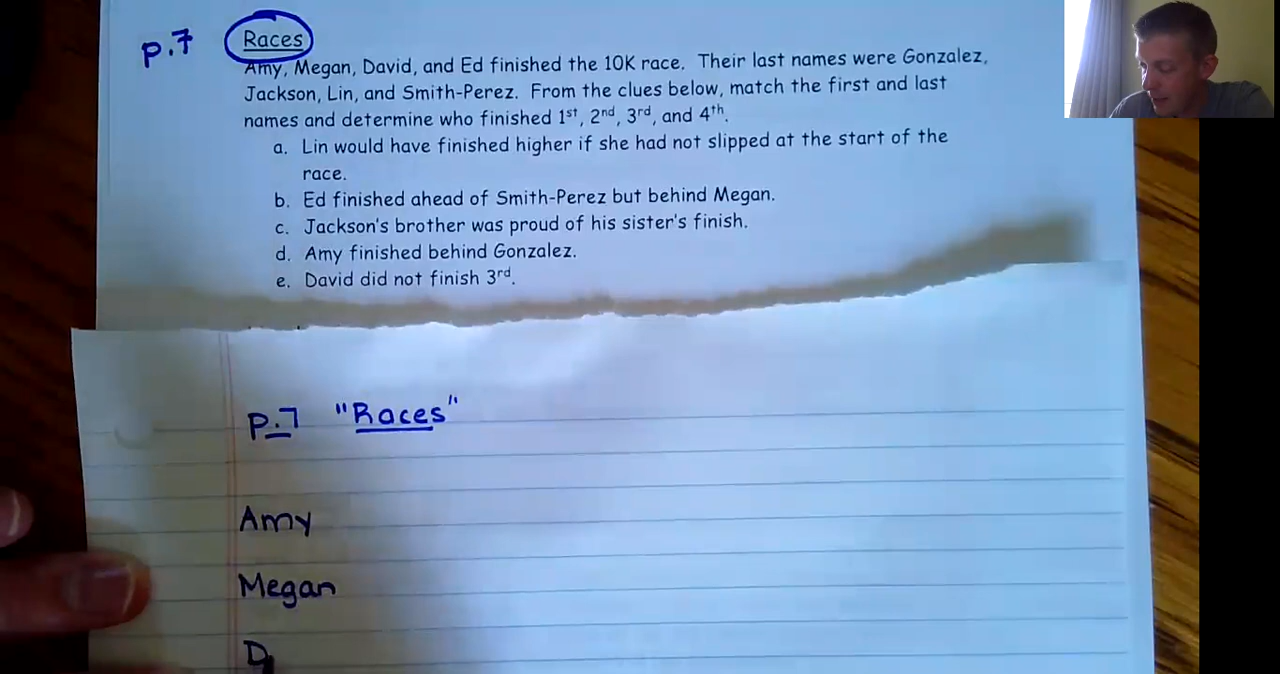 p.7 Races
Amy, Megan, David, and Ed finished the 10K race. Their last names were Gonzalez,
Jackson, Lin, and Smith-Perez. From the clues below, match the first and last
names and determine who finished 1st, 2nd, 3rd, and 4th.
a. Lin would have finished higher if she had not slipped at the start of the
race.
b. Ed finished ahead of Smith-Perez but behind Megan.
c. Jackson's brother was proud of his sister's finish.
d. Amy finished behind Gonzalez.
e. David did not finish 3rd.
p.7 "Races"
Amy
Megan
D